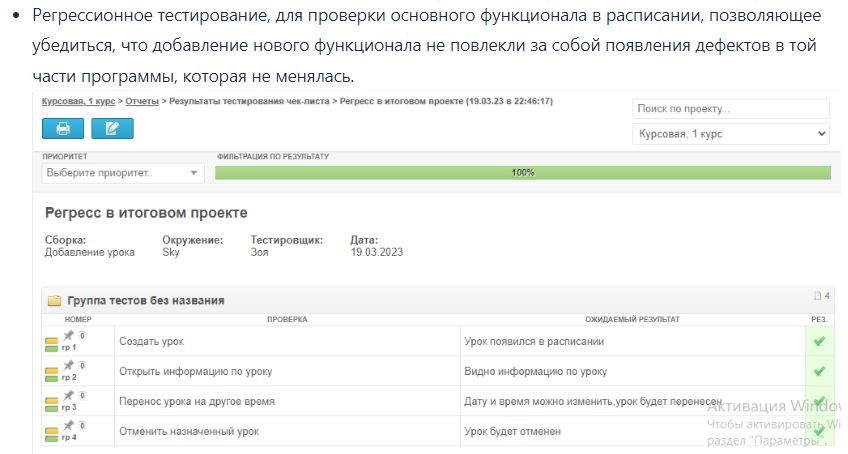 Регрессионное тестирование, для проверки основного функционала в расписании, позволяющее
убедиться, что добавление нового функционала не повлекли за собой появления дефектов в той
части программы, которая не менялась.
Курсовая, 1 курс > Отчеты > Результаты тестирования чек-листа > Регресс в итоговом проекте (19.03.23 в 22:46:17)
Поиск по проекту...
Курсовая, 1 курс
ПРИОРИТЕТ ФИЛЬТРАЦИЯ ПО РЕЗУЛЬТАТУ
Выберите приоритет.. 100%
Регресс в итоговом проекте
Сборка: Окружение: Тестировщик: Дата:
Добавление урока Sky Зоя 19.03.2023
Группа тестов без названия 4
НОМЕР ПРОВЕРКА ОЖИДАЕМЫЙ РЕЗУЛЬТАТ РЕЗ.
0
гр 1 Создать урок Урок появился в расписании
0
гр 2 Открыть информацию по уроку Видно информацию по уроку
0
гр 3 Перенос урока на другое время Дату и время можно изменить,урок будет перенесен
0
гр 4 Отменить назначенный урок Урок будет отменен
Активация Window
Чтобы активировать Wi
раздел "Параметры".